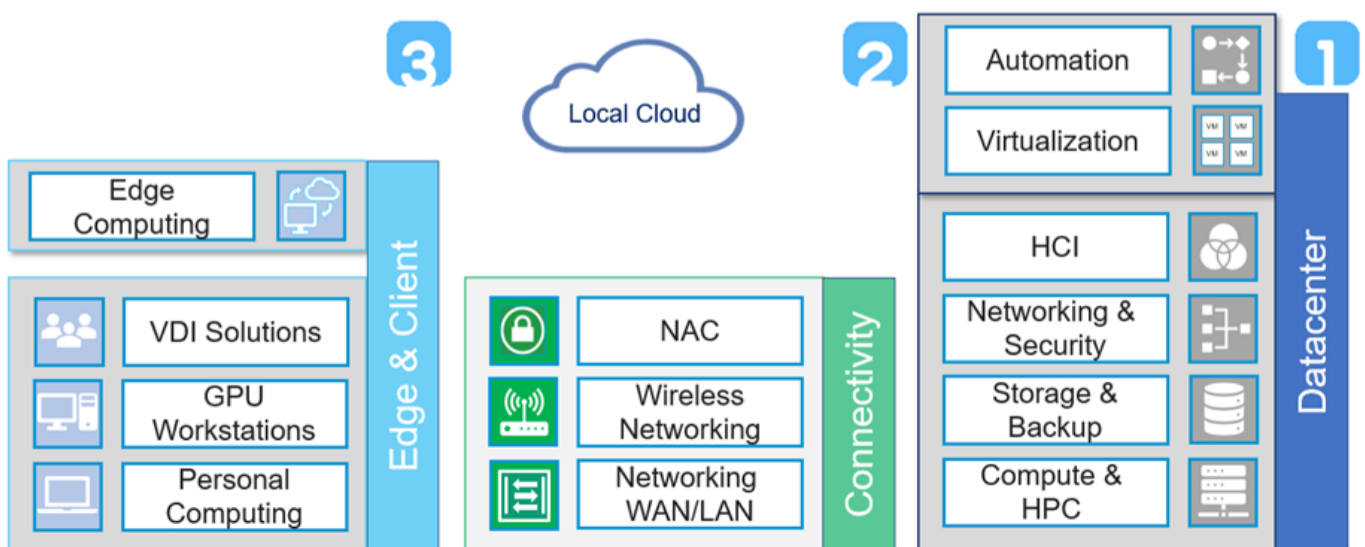 3
Local Cloud
2
1
Automation
Virtualization
VM VM
VM VM
Edge
Computing
Edge & Client
VDI Solutions
GPU
Workstations
Personal
Computing
NAC
Wireless
Networking
Networking
WAN/LAN
Connectivity
HCI
Networking &
Security
Storage &
Backup
Compute &
HPC
Datacenter